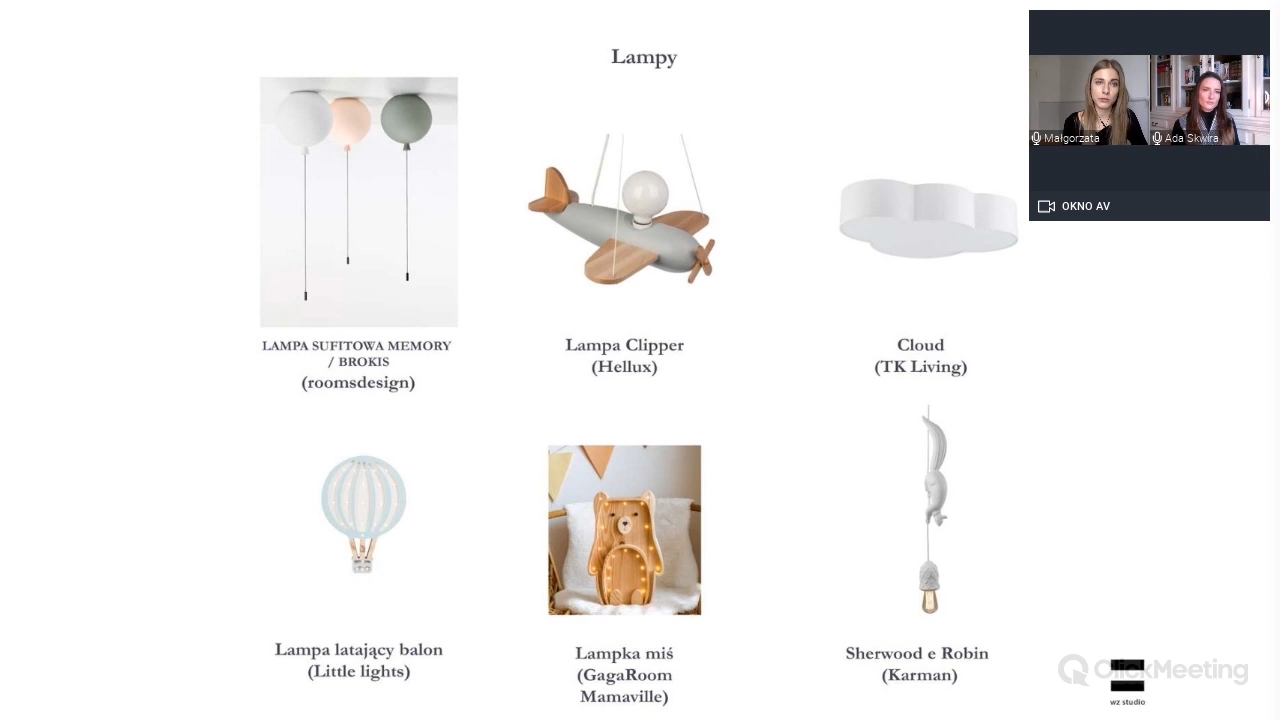 Lampy
Małgorzata
Ada Skwira
OKNO AV
LAMPA SUFITOWA MEMORY
/ BROKIS
(roomsdesign)
Lampa Clipper
(Hellux)
Cloud
(TK Living)
Lampa latający balon
(Little lights)
Lampka miś
(GagaRoom
Mamaville)
Sherwood e Robin
(Karman)
ClickMeeting
wz studio